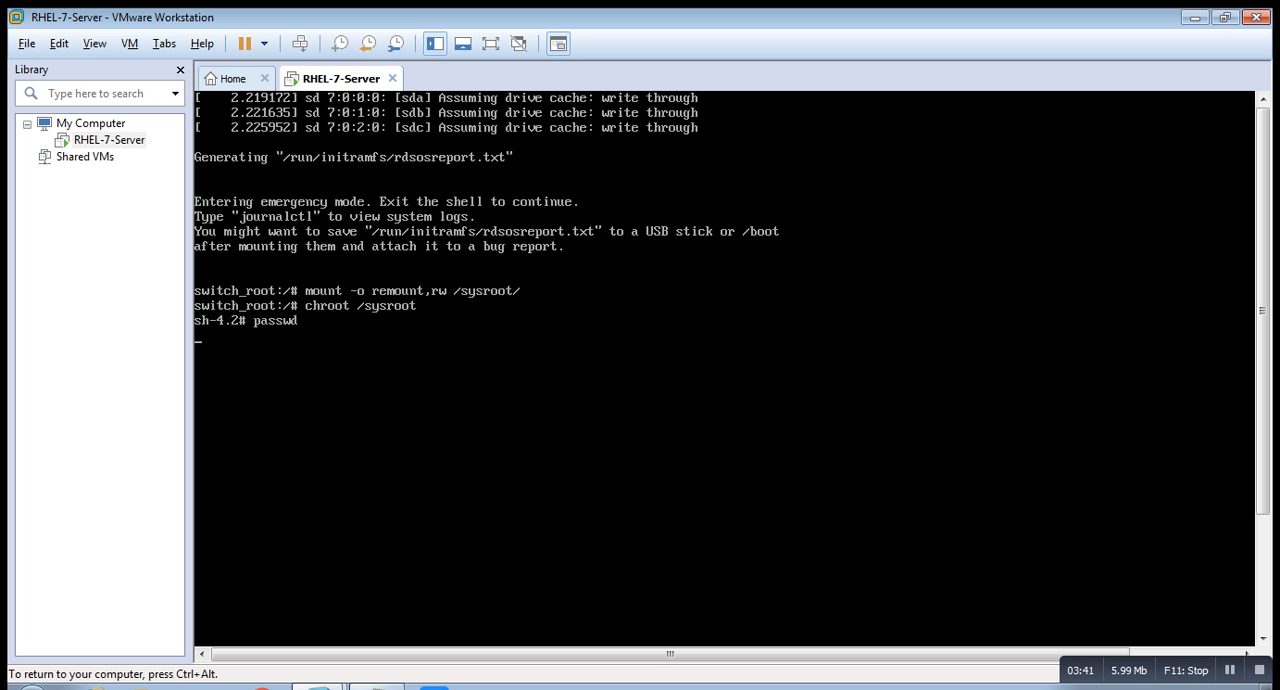 RHEL-7-Server - VMware Workstation
File Edit View VM Tabs Help
Library
Type here to search
My Computer
RHEL-7-Server
Shared VMs
Home
RHEL-7-Server
[    2.219172] sd 7:0:0:0: [sda] Assuming drive cache: write through
[    2.221635] sd 7:0:1:0: [sdb] Assuming drive cache: write through
[    2.225952] sd 7:0:2:0: [sdc] Assuming drive cache: write through
Generating "/run/initramfs/rdsosreport.txt"
Entering emergency mode. Exit the shell to continue.
Type "journalctl" to view system logs.
You might want to save "/run/initramfs/rdsosreport.txt" to a USB stick or /boot
after mounting them and attach it to a bug report.
switch_root:/# mount -o remount,rw /sysroot/
switch_root:/# chroot /sysroot
sh-4.2# passwd
To return to your computer, press Ctrl+Alt.
03:41 5.99 Mb F11: Stop